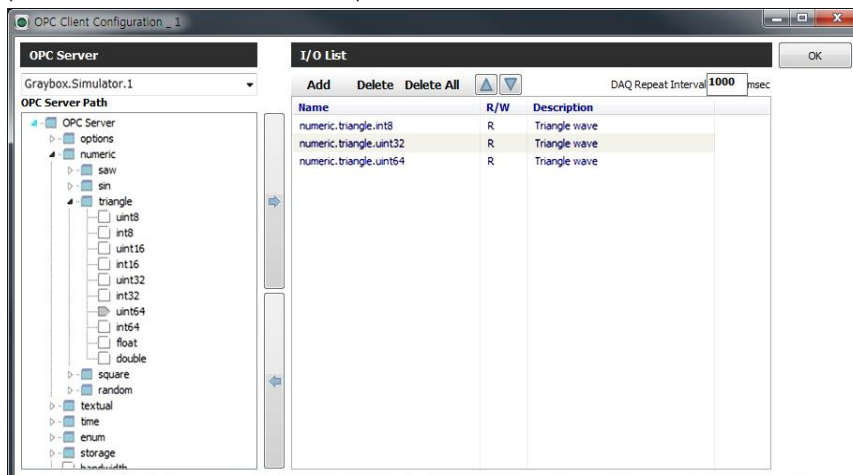 OPC Client Configuration _ 1
OPC Server
I/O List
OK
Graybox.Simulator.1
Add Delete Delete All DAQ Repeat Interval 1000 msec
OPC Server Path
Name R/W Description
OPC Server
options
numeric
saw
sin
triangle
uint8
int8
uint16
int16
uint32
int32
uint64
int64
float
double
square
random
textual
time
enum
storage
bandwidth
numeric.triangle.int8 R Triangle wave
numeric.triangle.uint32 R Triangle wave
numeric.triangle.uint64 R Triangle wave